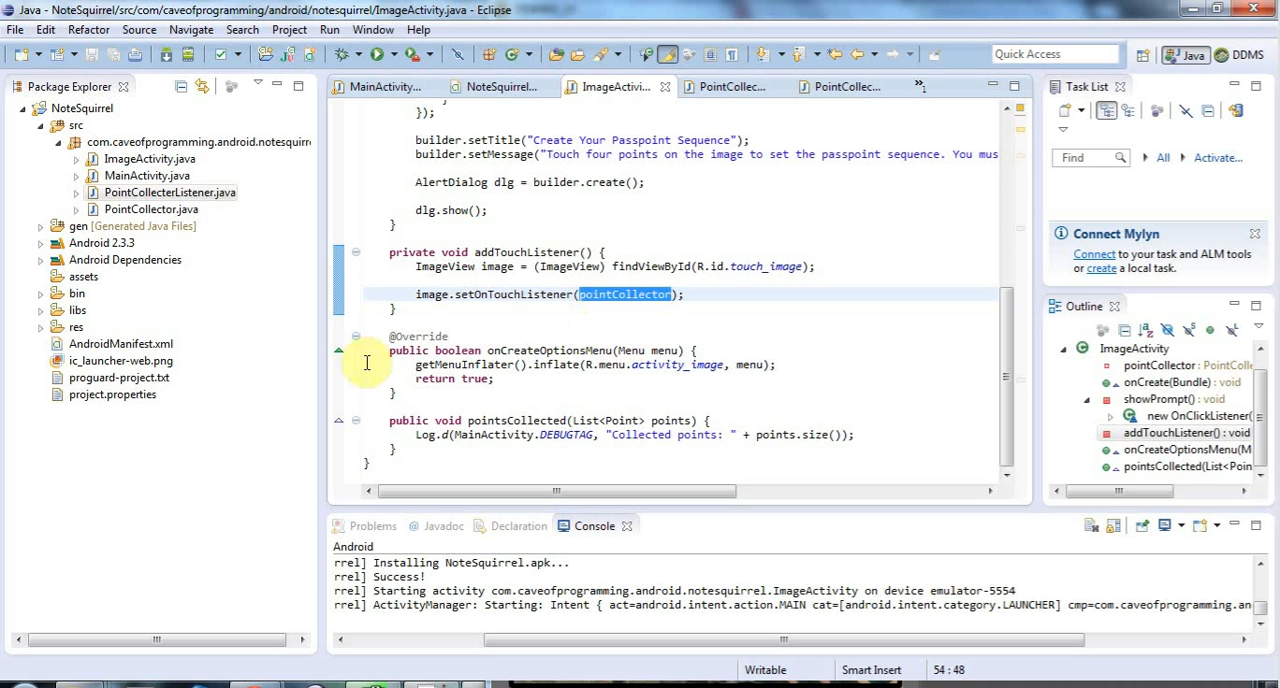 Java - NoteSquirrel/src/com/caveofprogramming/android/notesquirrel/ImageActivity.java - Eclipse
File Edit Refactor Source Navigate Search Project Run Window Help
Quick Access
Java
DDMS
Package Explorer
NoteSquirrel
src
com.caveofprogramming.android.notesquirre
ImageActivity.java
MainActivity.java
PointCollecterListener.java
PointCollector.java
gen [Generated Java Files]
Android 2.3.3
Android Dependencies
assets
bin
libs
res
AndroidManifest.xml
ic_launcher-web.png
proguard-project.txt
project.properties
MainActivity... NoteSquirrel... ImageActivi... PointCollec... PointCollec... »1
});
builder.setTitle("Create Your Passpoint Sequence");
builder.setMessage("Touch four points on the image to set the passpoint sequence. You mus
AlertDialog dlg = builder.create();
dlg.show();
}
private void addTouchListener() {
ImageView image = (ImageView) findViewById(R.id.touch_image);
image.setOnTouchListener(pointCollector);
}
@Override
public boolean onCreateOptionsMenu(Menu menu) {
getMenuInflater().inflate(R.menu.activity_image, menu);
return true;
}
public void pointsCollected(List<Point> points) {
Log.d(MainActivity.DEBUGTAG, "Collected points: " + points.size());
}
}
Task List
Find All Activate...
Connect Mylyn
Connect to your task and ALM tools
or create a local task.
Outline
ImageActivity
pointCollector : PointColle
onCreate(Bundle) : void
showPrompt() : void
new OnClickListener(
addTouchListener() : void
onCreateOptionsMenu(M
pointsCollected(List<Poin
Problems @ Javadoc Declaration Console
Android
rrel] Installing NoteSquirrel.apk...
rrel] Success!
rrel] Starting activity com.caveofprogramming.android.notesquirrel.ImageActivity on device emulator-5554
rrel] ActivityManager: Starting: Intent { act=android.intent.action.MAIN cat=[android.intent.category.LAUNCHER] cmp=com.caveofprogramming.an
Writable Smart Insert 54 : 48